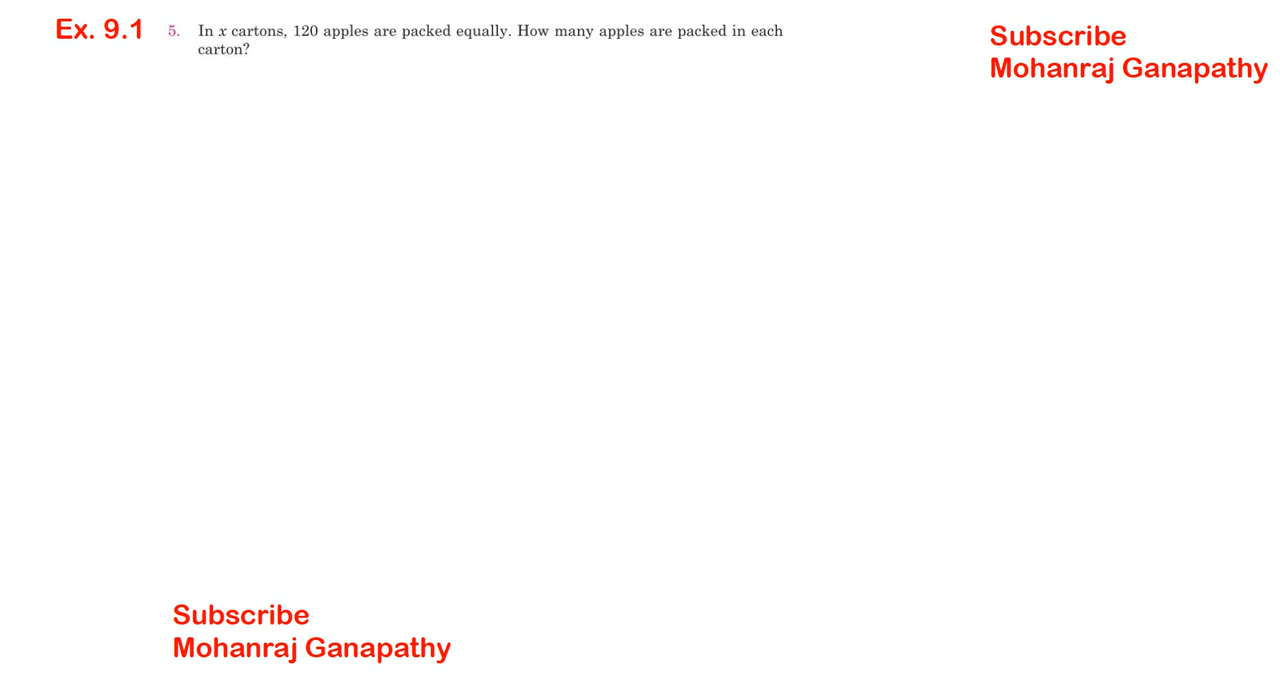 Ex. 9.1 5. In x cartons, 120 apples are packed equally. How many apples are packed in each
carton?
Subscribe
Mohanraj Ganapathy
Subscribe
Mohanraj Ganapathy